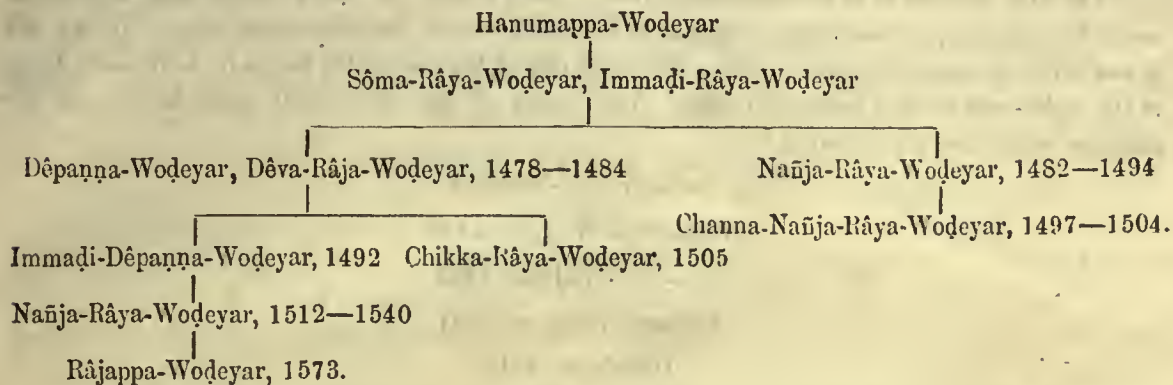 Hanumappa-Woḍeyar
Sôma-Râya-Woḍeyar, Immaḍi-Râya-Woḍeyar
Dêpaṇṇa-Woḍeyar, Dêva-Râja-Woḍeyar, 1478—1484 Nañja-Râya-Woḍeyar, 1482—1494
Channa-Nañja-Râya-Woḍeyar, 1497—1504.
Immaḍi-Dêpaṇṇa-Woḍeyar, 1492 Chikka-Râya-Woḍeyar, 1505
Nañja-Râya-Woḍeyar, 1512—1540
Râjappa-Woḍeyar, 1573.